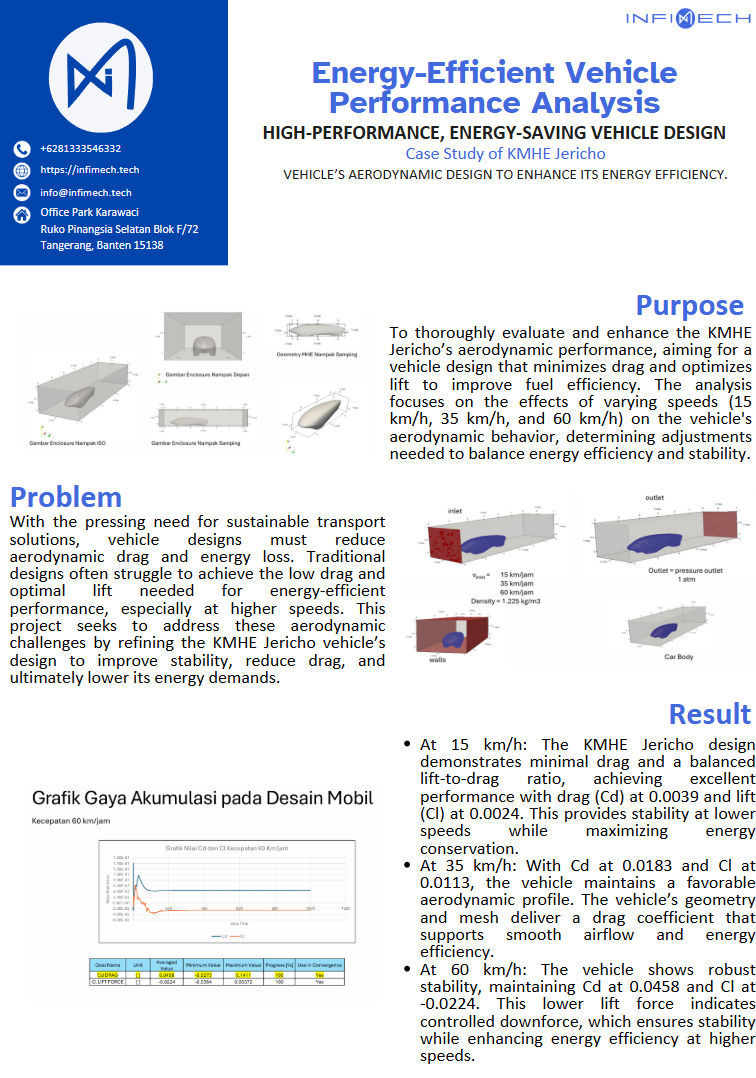 INFIMECH
Energy-Efficient Vehicle
Performance Analysis
HIGH-PERFORMANCE, ENERGY-SAVING VEHICLE DESIGN
Case Study of KMHE Jericho
VEHICLE’S AERODYNAMIC DESIGN TO ENHANCE ITS ENERGY EFFICIENCY.
+6281333546332
https://infimech.tech
info@infimech.tech
Office Park Karawaci
Ruko Pinangsia Selatan Blok F/72
Tangerang, Banten 15138
Gambar Enclosure Nampak Depan
Geometry MHE Nampak Samping
Gambar Enclosure Nampak ISO
Gambar Enclosure Nampak Samping
Purpose
To thoroughly evaluate and enhance the KMHE
Jericho’s aerodynamic performance, aiming for a
vehicle design that minimizes drag and optimizes
lift to improve fuel efficiency. The analysis
focuses on the effects of varying speeds (15
km/h, 35 km/h, and 60 km/h) on the vehicle's
aerodynamic behavior, determining adjustments
needed to balance energy efficiency and stability.
Problem
With the pressing need for sustainable transport
solutions, vehicle designs must reduce
aerodynamic drag and energy loss. Traditional
designs often struggle to achieve the low drag and
optimal lift needed for energy-efficient
performance, especially at higher speeds. This
project seeks to address these aerodynamic
challenges by refining the KMHE Jericho vehicle’s
design to improve stability, reduce drag, and
ultimately lower its energy demands.
inlet
outlet
Vinlet = 15 km/jam
35 km/jam
60 km/jam
Density = 1.225 kg/m3
Outlet = pressure outlet
1 atm
walls
Car Body
Result
• At 15 km/h: The KMHE Jericho design
demonstrates minimal drag and a balanced
lift-to-drag ratio, achieving excellent
performance with drag (Cd) at 0.0039 and lift
(Cl) at 0.0024. This provides stability at lower
speeds while maximizing energy
conservation.
• At 35 km/h: With Cd at 0.0183 and Cl at
0.0113, the vehicle maintains a favorable
aerodynamic profile. The vehicle’s geometry
and mesh deliver a drag coefficient that
supports smooth airflow and energy
efficiency.
• At 60 km/h: The vehicle shows robust
stability, maintaining Cd at 0.0458 and Cl at
-0.0224. This lower lift force indicates
controlled downforce, which ensures stability
while enhancing energy efficiency at higher
speeds.
Grafik Gaya Akumulasi pada Desain Mobil
Kecepatan 60 km/jam
Grafik Nilai Cd dan Cl Kecepatan 60 Km/jam
Axis Title
Cd Cl
Goal Name Unit Averaged Value Minimum Value Maximum Value Progress [%] Use In Convergence
Cd DRAG [ ] 0.0458 -0.0272 0.1411 100 Yes
CL LIFT FORCE [ ] -0.0224 -0.0364 0.06372 100 Yes